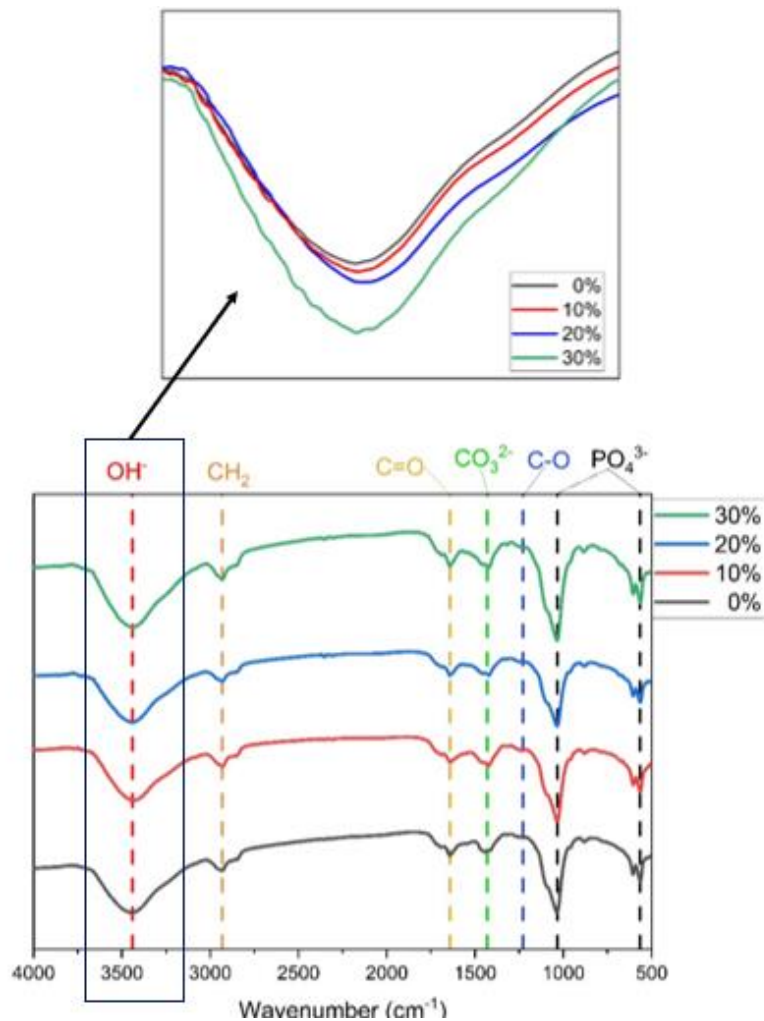 0%
10%
20%
30%
OH⁻
CH₂
C=O
CO₃²⁻
C-O
PO₄³⁻
30%
20%
10%
0%
4000 3500 3000 2500 2000 1500 1000 500
Wavenumber (cm⁻¹)